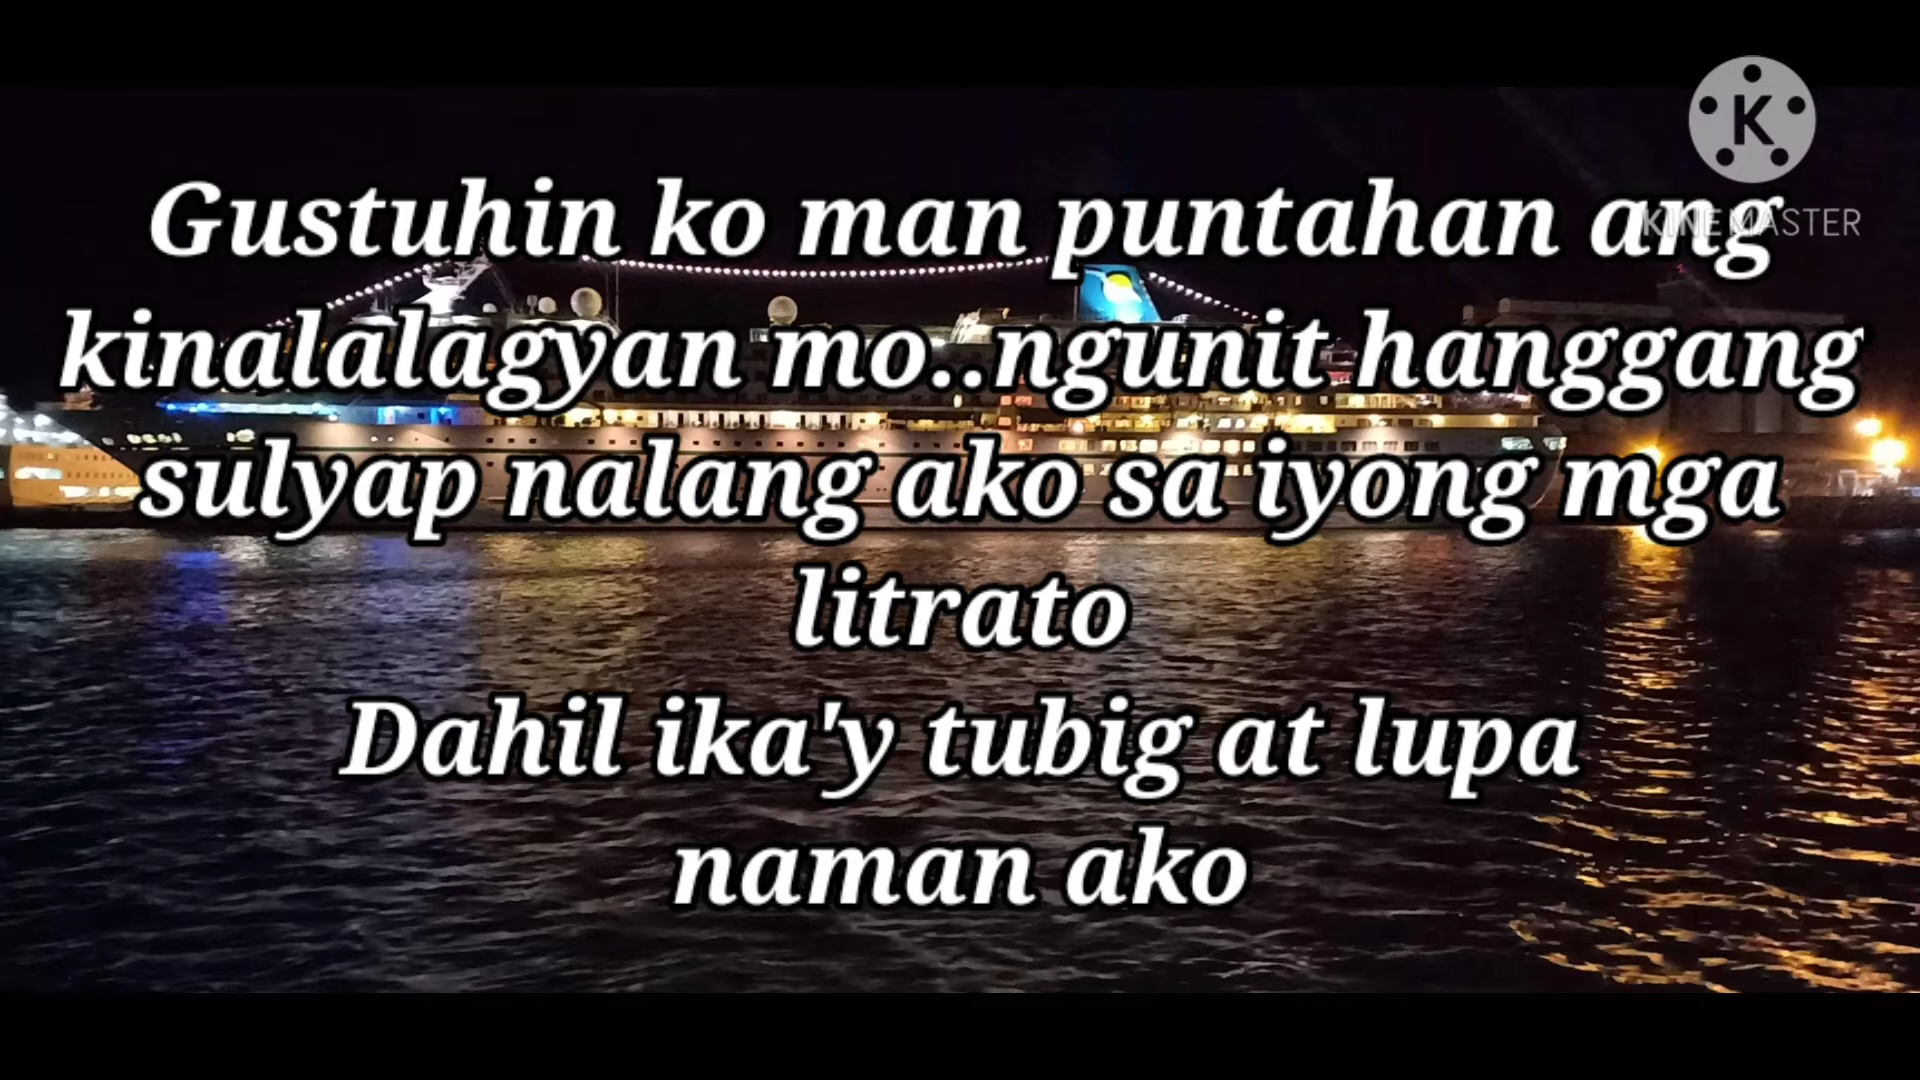 K
KINEMASTER
Gustuhin ko man puntahan ang
kinalalagyan mo..ngunit hanggang
sulyap nalang ako sa iyong mga
litrato
Dahil ika'y tubig at lupa
naman ako